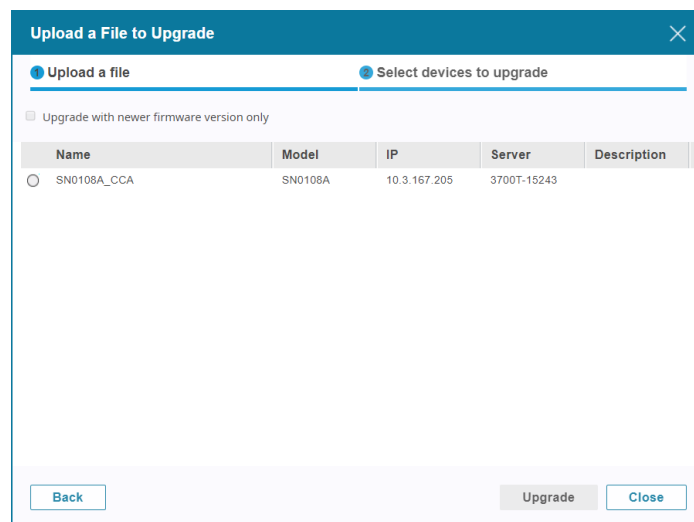 Upload a File to Upgrade
1 Upload a file 2 Select devices to upgrade
Upgrade with newer firmware version only
Name Model IP Server Description
SN0108A_CCA SN0108A 10.3.167.205 3700T-15243
Back Upgrade Close